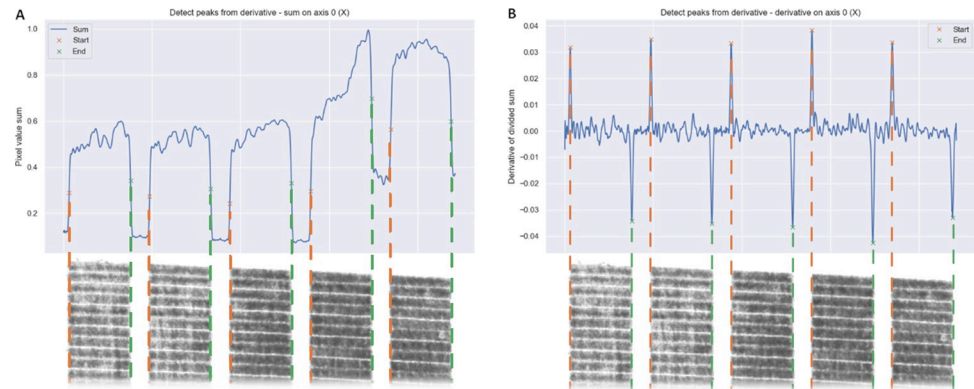 A
Detect peaks from derivative - sum on axis 0 (X)
Sum
Start
End
1.0
0.8
0.6
0.4
0.2
Pixel value sum
B
Detect peaks from derivative - derivative on axis 0 (X)
Start
End
0.04
0.03
0.02
0.01
0.00
−0.01
−0.02
−0.03
−0.04
Derivative of divided sum